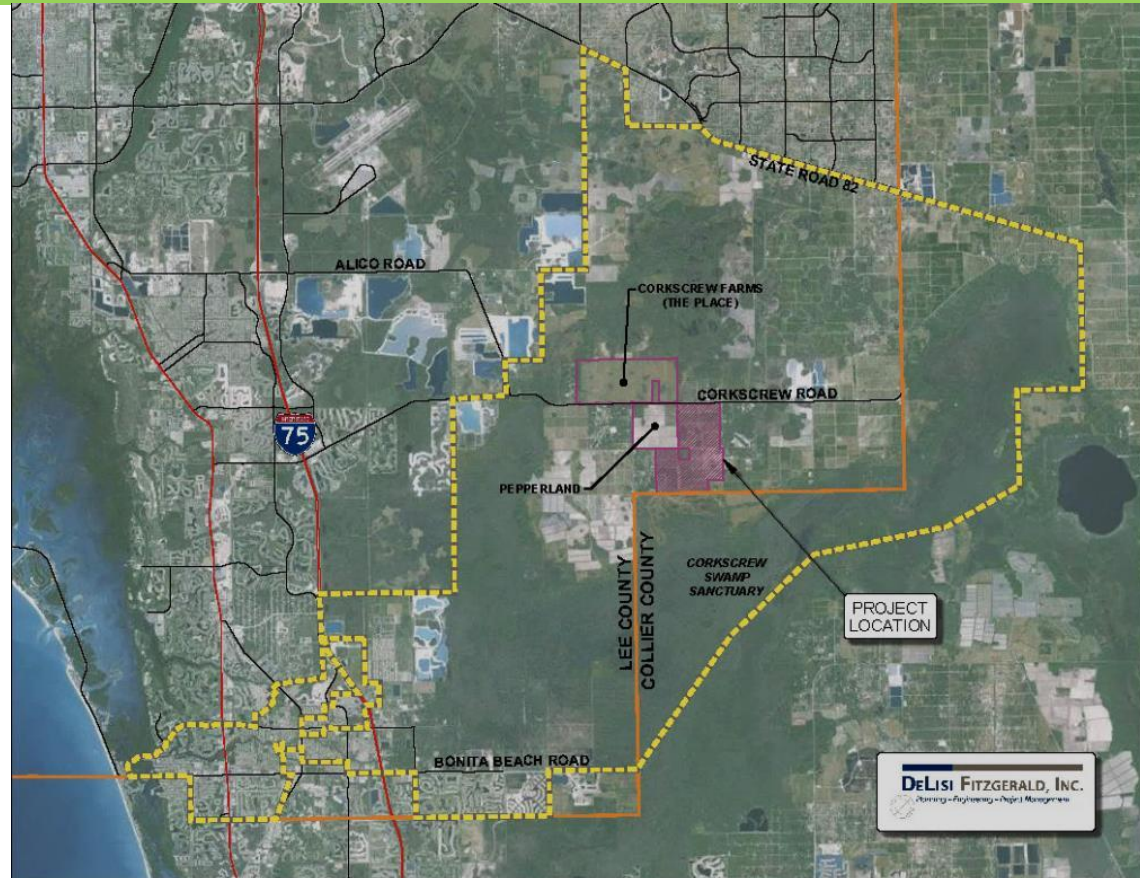 STATE ROAD 82
ALICO ROAD
CORKSCREW FARMS
(THE PLACE)
CORKSCREW ROAD
INTERSTATE
75
PEPPERLAND
LEE COUNTY
COLLIER COUNTY
CORKSCREW
SWAMP
SANCTUARY
PROJECT
LOCATION
BONITA BEACH ROAD
DELISI FITZGERALD, INC.
Planning - Engineering - Project Management